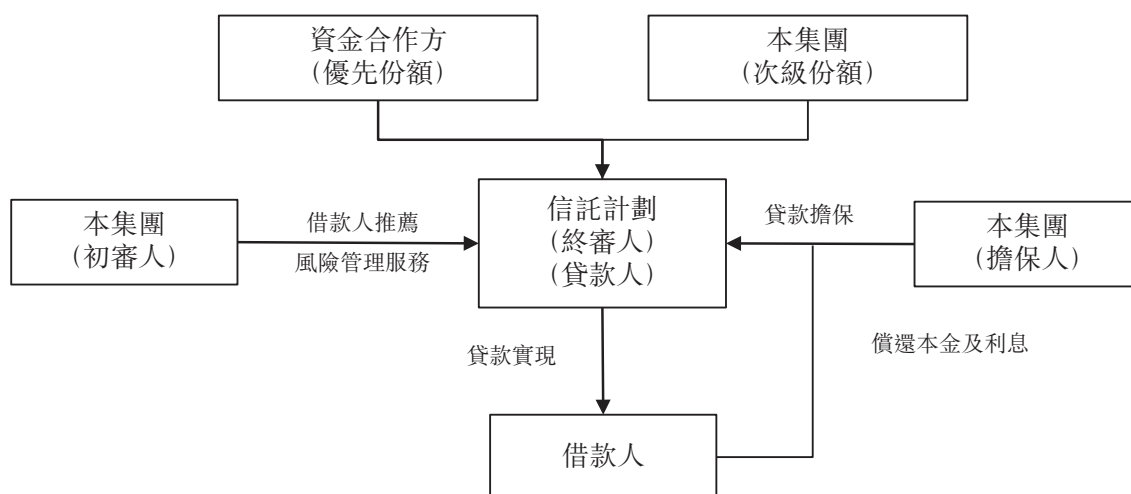 資金合作方
(優先份額)
本集團
(次級份額)
本集團
(初審人)
借款人推薦
風險管理服務
信託計劃
(終審人)
(貸款人)
貸款擔保
本集團
(擔保人)
貸款實現
償還本金及利息
借款人